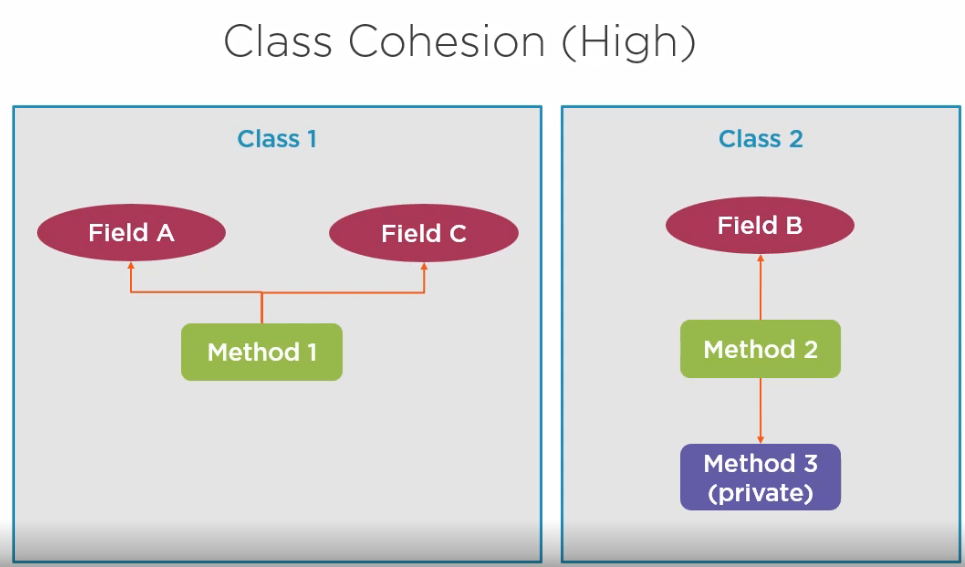 Class Cohesion (High)
Class 1
Field A
Field C
Method 1
Class 2
Field B
Method 2
Method 3
(private)